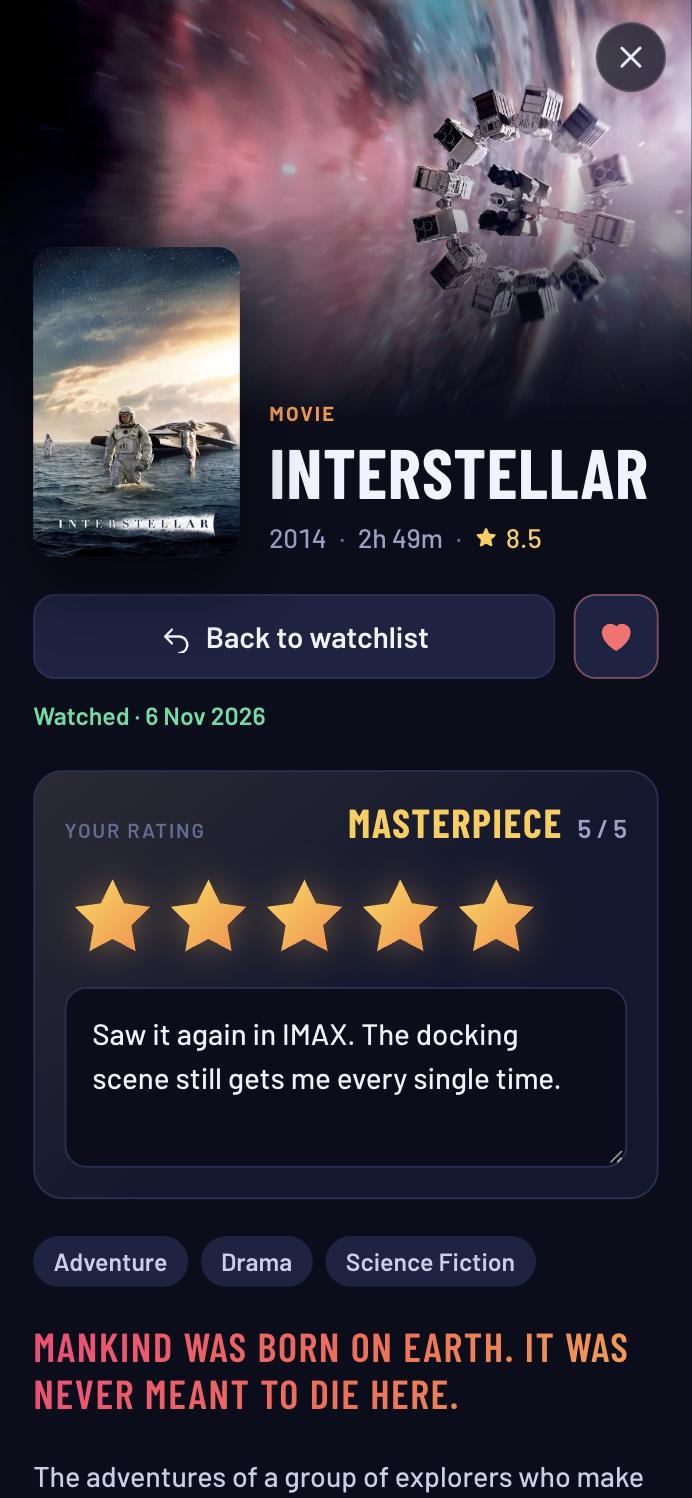 MOVIE
INTERSTELLAR
INTERSTELLAR
2014 · 2h 49m · 8.5
Back to watchlist
Watched · 6 Nov 2026
YOUR RATING MASTERPIECE 5 / 5
Saw it again in IMAX. The docking
scene still gets me every single time.
Adventure Drama Science Fiction
MANKIND WAS BORN ON EARTH. IT WAS
NEVER MEANT TO DIE HERE.
The adventures of a group of explorers who make